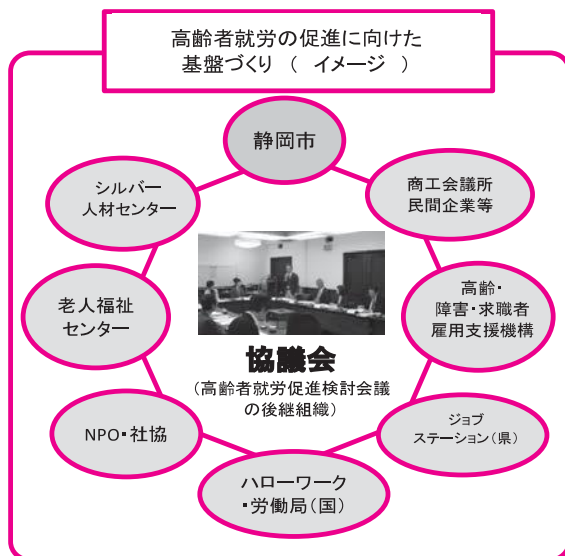 高齢者就労の促進に向けた
基盤づくり （ イメージ ）
静岡市
シルバー
人材センター
商工会議所
民間企業等
老人福祉
センター
高齢・
障害・求職者
雇用支援機構
協議会
（高齢者就労促進検討会議
の後継組織）
NPO・社協
ジョブ
ステーション（県）
ハローワーク
・労働局（国）